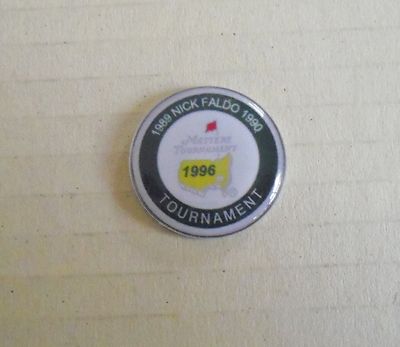 1989 NICK FALDO 1990
Masters
Tournament
1996
TOURNAMENT